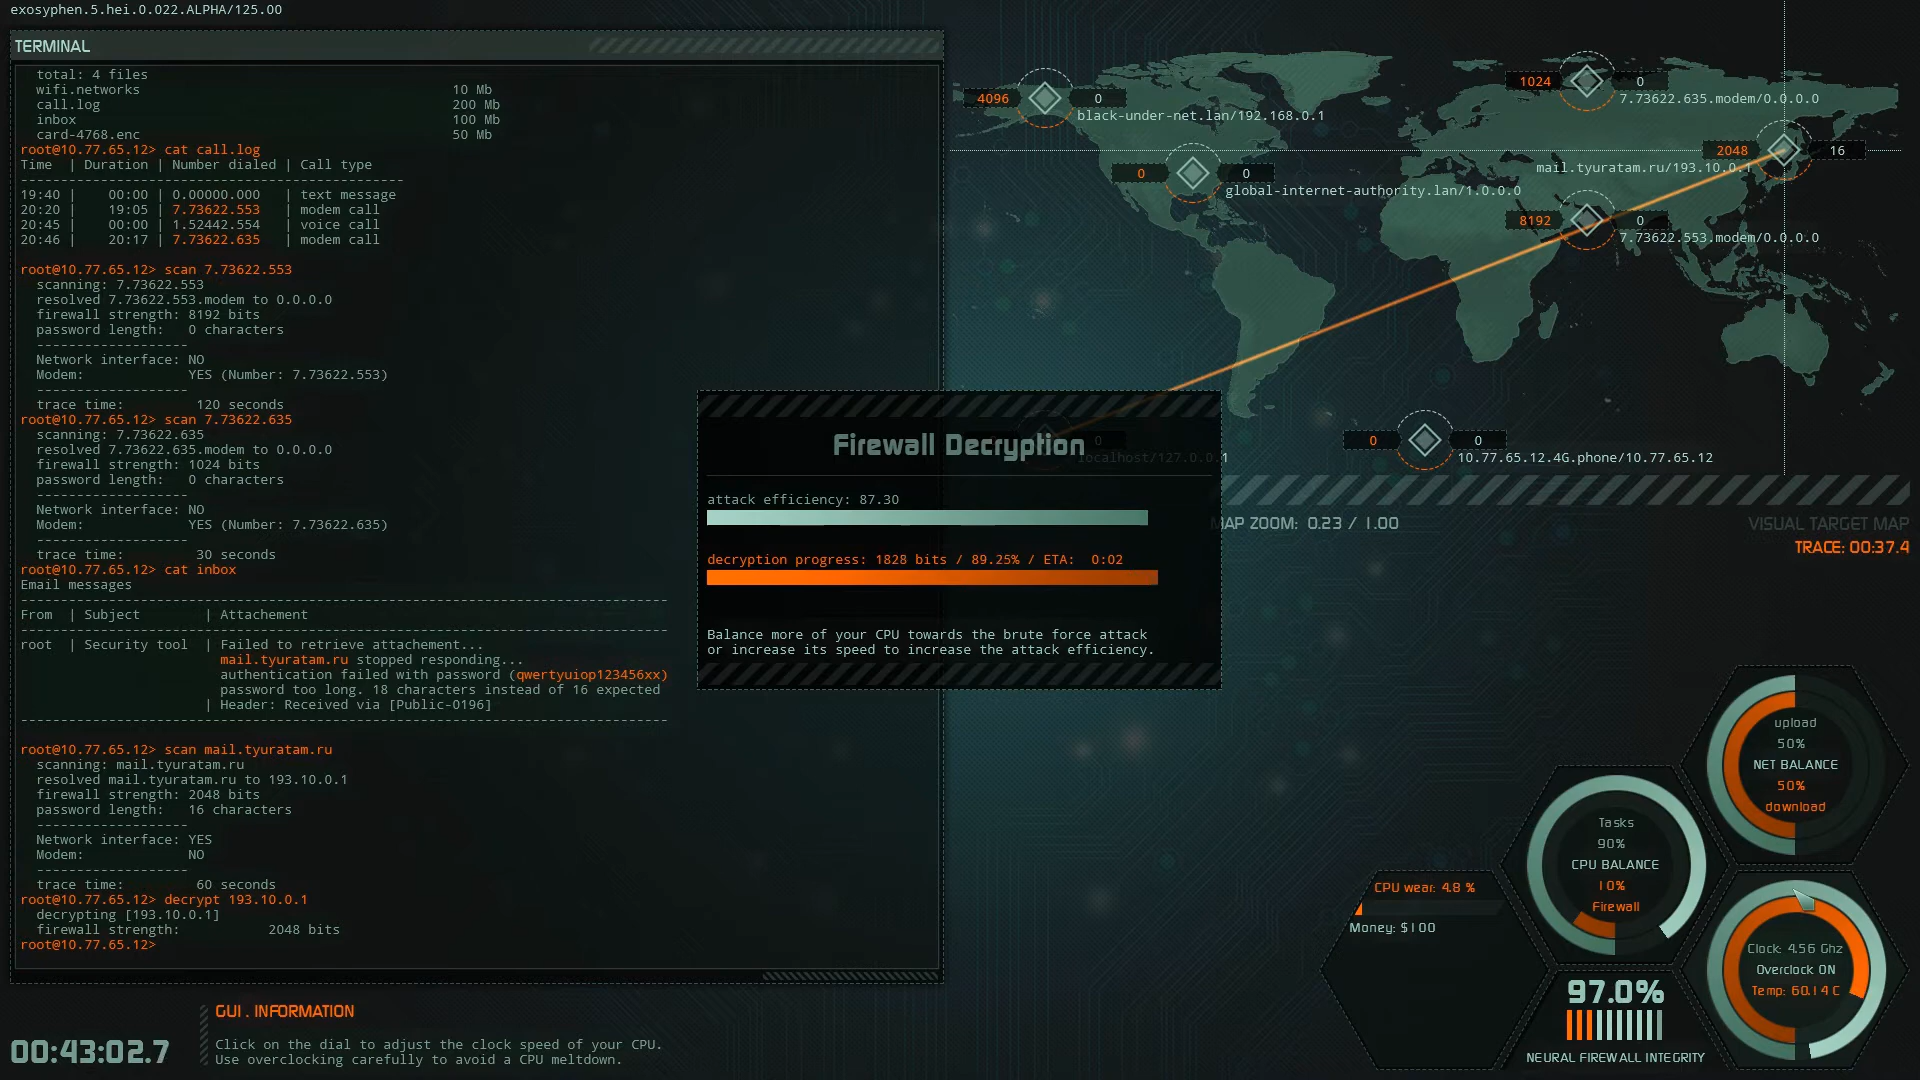 exosyphen.5.hei.0.022.ALPHA/125.00
TERMINAL
total: 4 files
wifi.networks 10 Mb
call.log 200 Mb
inbox 100 Mb
card-4768.enc 50 Mb
root@10.77.65.12> cat call.log
Time | Duration | Number dialed | Call type
------------------------------------------------
19:40 | 00:00 | 0.00000.000 | text message
20:20 | 19:05 | 7.73622.553 | modem call
20:45 | 00:00 | 1.52442.554 | voice call
20:46 | 20:17 | 7.73622.635 | modem call
root@10.77.65.12> scan 7.73622.553
scanning: 7.73622.553
resolved 7.73622.553.modem to 0.0.0.0
firewall strength: 8192 bits
password length: 0 characters
-------------------
Network interface: NO
Modem: YES (Number: 7.73622.553)
-------------------
trace time: 120 seconds
root@10.77.65.12> scan 7.73622.635
scanning: 7.73622.635
resolved 7.73622.635.modem to 0.0.0.0
firewall strength: 1024 bits
password length: 0 characters
-------------------
Network interface: NO
Modem: YES (Number: 7.73622.635)
-------------------
trace time: 30 seconds
root@10.77.65.12> cat inbox
Email messages
---------------------------------------------------------------------------------
From | Subject | Attachement
---------------------------------------------------------------------------------
root | Security tool | Failed to retrieve attachement...
mail.tyuratam.ru stopped responding...
authentication failed with password (qwertyuiop123456xx)
password too long. 18 characters instead of 16 expected
| Header: Received via [Public-0196]
---------------------------------------------------------------------------------
root@10.77.65.12> scan mail.tyuratam.ru
scanning: mail.tyuratam.ru
resolved mail.tyuratam.ru to 193.10.0.1
firewall strength: 2048 bits
password length: 16 characters
-------------------
Network interface: YES
Modem: NO
-------------------
trace time: 60 seconds
root@10.77.65.12> decrypt 193.10.0.1
decrypting [193.10.0.1]
firewall strength: 2048 bits
root@10.77.65.12>
4096 0
black-under-net.lan/192.168.0.1
1024 0
7.73622.635.modem/0.0.0.0
2048 16
mail.tyuratam.ru/193.10.0.1
0 0
global-internet-authority.lan/1.0.0.0
8192 0
7.73622.553.modem/0.0.0.0
0 0
10.77.65.12.4G.phone/10.77.65.12
0
localhost/127.0.0.1
Firewall Decryption
attack efficiency: 87.30
decryption progress: 1828 bits / 89.25% / ETA: 0:02
Balance more of your CPU towards the brute force attack
or increase its speed to increase the attack efficiency.
MAP ZOOM: 0.23 / 1.00
VISUAL TARGET MAP
TRACE: 00:37.4
upload
50%
NET BALANCE
50%
download
Tasks
90%
CPU BALANCE
10%
Firewall
CPU wear: 4.8 %
Money: $100
Clock: 4.56 Ghz
Overclock ON
Temp: 60.14 C
97.0%
NEURAL FIREWALL INTEGRITY
00:43:02.7
GUI . INFORMATION
Click on the dial to adjust the clock speed of your CPU.
Use overclocking carefully to avoid a CPU meltdown.